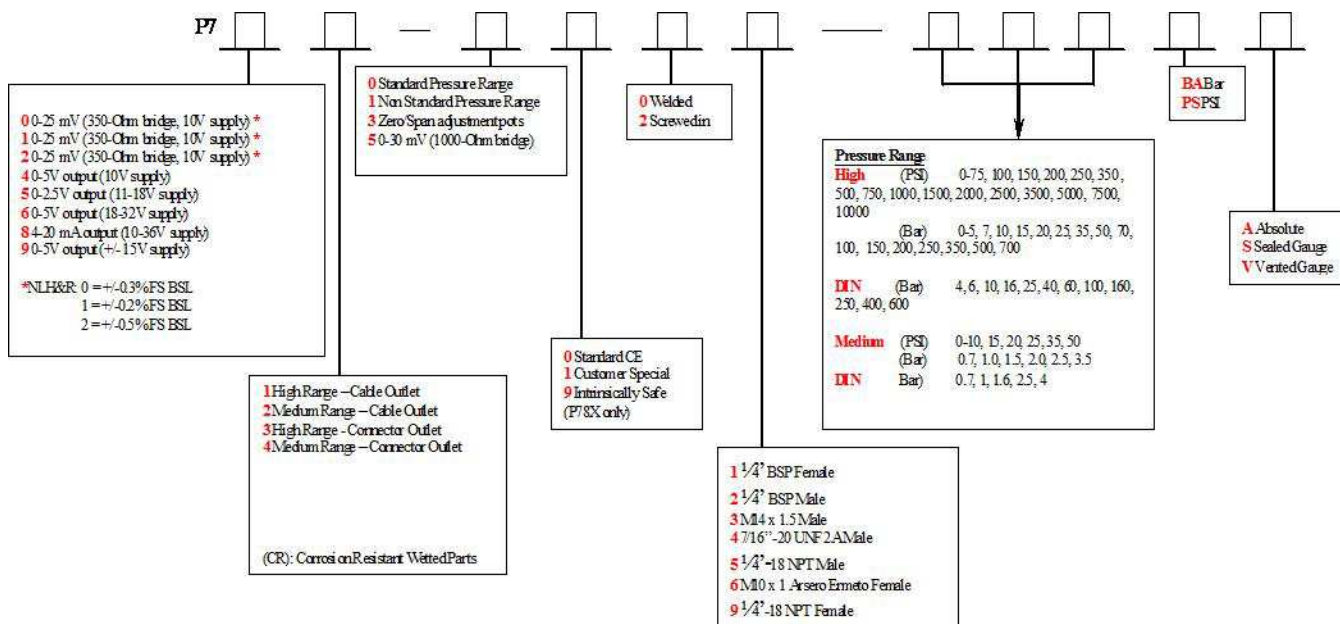 P7 — —
0 0-25 mV (350-Ohm bridge, 10V supply) *
1 0-25 mV (350-Ohm bridge, 10V supply) *
2 0-25 mV (350-Ohm bridge, 10V supply) *
4 0-5V output (10V supply)
5 0-2.5V output (11-18V supply)
6 0-5V output (18-32V supply)
8 4-20 mA output (10-36V supply)
9 0-5V output (+/-15V supply)
*NLH&R: 0 = +/-0.3% FS BSL
1 = +/-0.2% FS BSL
2 = +/-0.5% FS BSL
1 High Range – Cable Outlet
2 Medium Range – Cable Outlet
3 High Range - Connector Outlet
4 Medium Range – Connector Outlet
(CR): Corrosion Resistant Wetted Parts
0 Standard Pressure Range
1 Non Standard Pressure Range
3 Zero/Span adjustment pots
5 0-30 mV (1000-Ohm bridge)
0 Standard CE
1 Customer Special
9 Intrinsically Safe
(P78X only)
0 Welded
2 Screwed in
1 ¼” BSP Female
2 ¼” BSP Male
3 M14 x 1.5 Male
4 7/16”-20 UNF 2A Male
5 ¼”-18 NPT Male
6 M10 x 1 Arsero Ermeto Female
9 ¼”-18 NPT Female
Pressure Range
High (PSI) 0-75, 100, 150, 200, 250, 350,
500, 750, 1000, 1500, 2000, 2500, 3500, 5000, 7500,
10000
(Bar) 0-5, 7, 10, 15, 20, 25, 35, 50, 70,
100, 150, 200, 250, 350, 500, 700
DIN (Bar) 4, 6, 10, 16, 25, 40, 60, 100, 160,
250, 400, 600
Medium (PSI) 0-10, 15, 20, 25, 35, 50
(Bar) 0.7, 1.0, 1.5, 2.0, 2.5, 3.5
DIN Bar) 0.7, 1, 1.6, 2.5, 4
BA Bar
PS PSI
A Absolute
S Sealed Gauge
V Vented Gauge